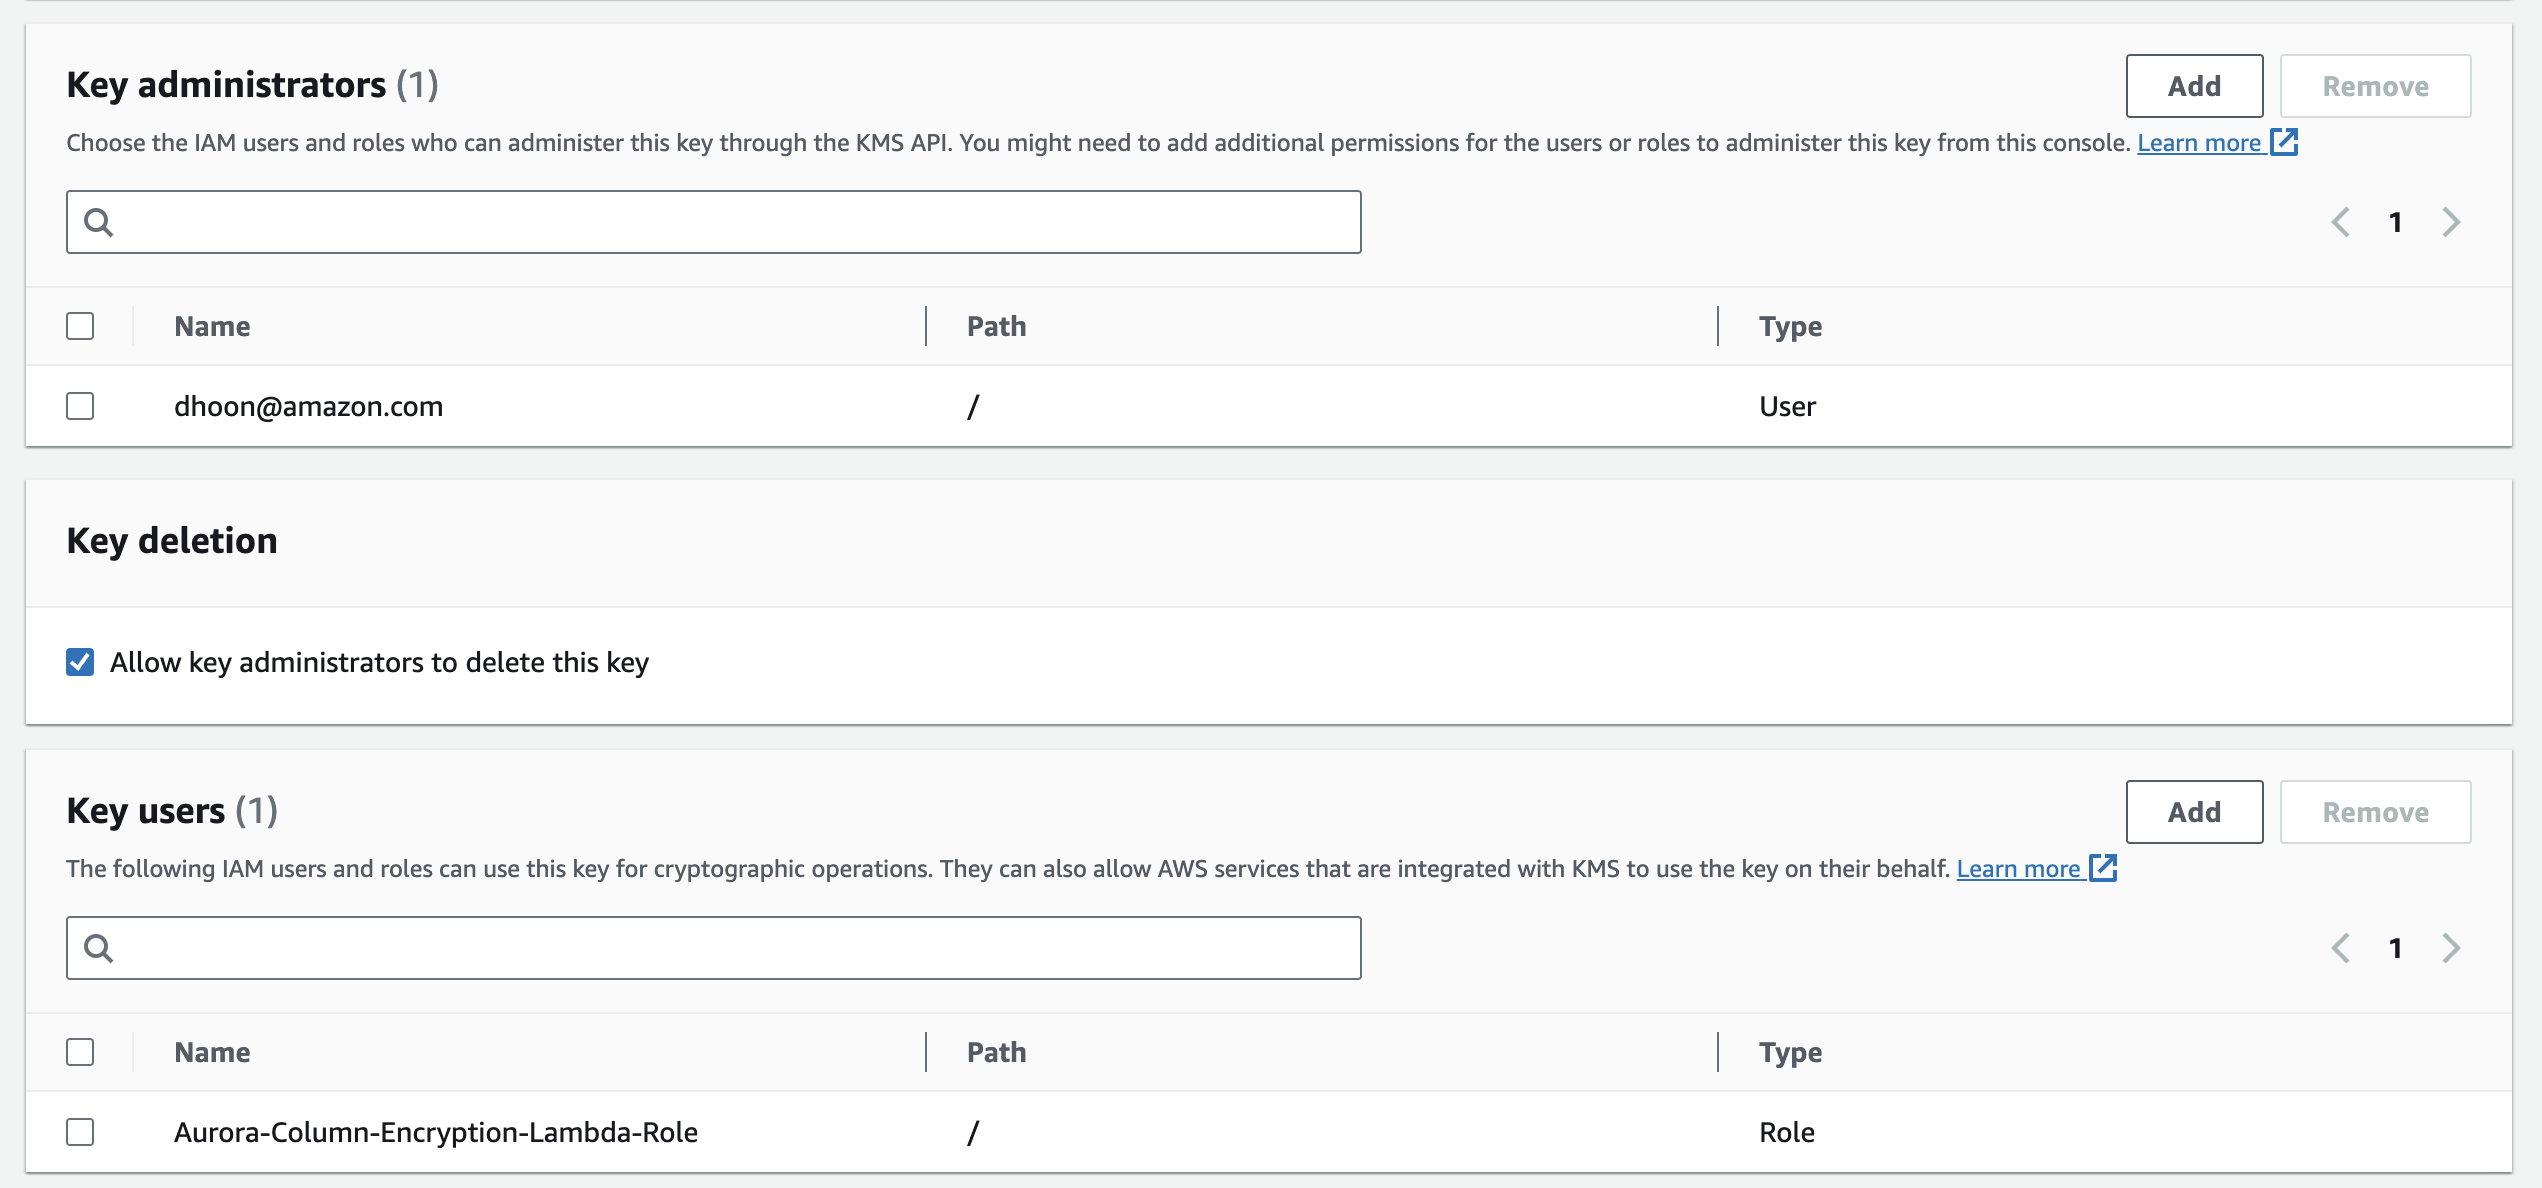 Key administrators (1)
Add
Remove
Choose the IAM users and roles who can administer this key through the KMS API. You might need to add additional permissions for the users or roles to administer this key from this console. Learn more
1
Name Path Type
dhoon@amazon.com / User
Key deletion
Allow key administrators to delete this key
Key users (1)
Add
Remove
The following IAM users and roles can use this key for cryptographic operations. They can also allow AWS services that are integrated with KMS to use the key on their behalf. Learn more
1
Name Path Type
Aurora-Column-Encryption-Lambda-Role / Role